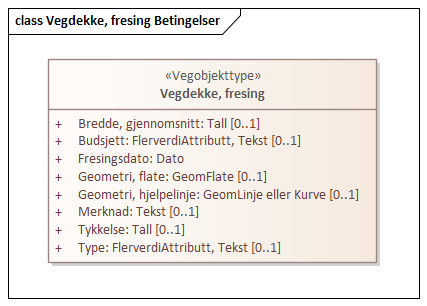 class Vegdekke, fresing Betingelser
«Vegobjekttype»
Vegdekke, fresing
+ Bredde, gjennomsnitt: Tall [0..1]
+ Budsjett: FlerverdiAttributt, Tekst [0..1]
+ Fresingsdato: Dato
+ Geometri, flate: GeomFlate [0..1]
+ Geometri, hjelpelinje: GeomLinje eller Kurve [0..1]
+ Merknad: Tekst [0..1]
+ Tykkelse: Tall [0..1]
+ Type: FlerverdiAttributt, Tekst [0..1]